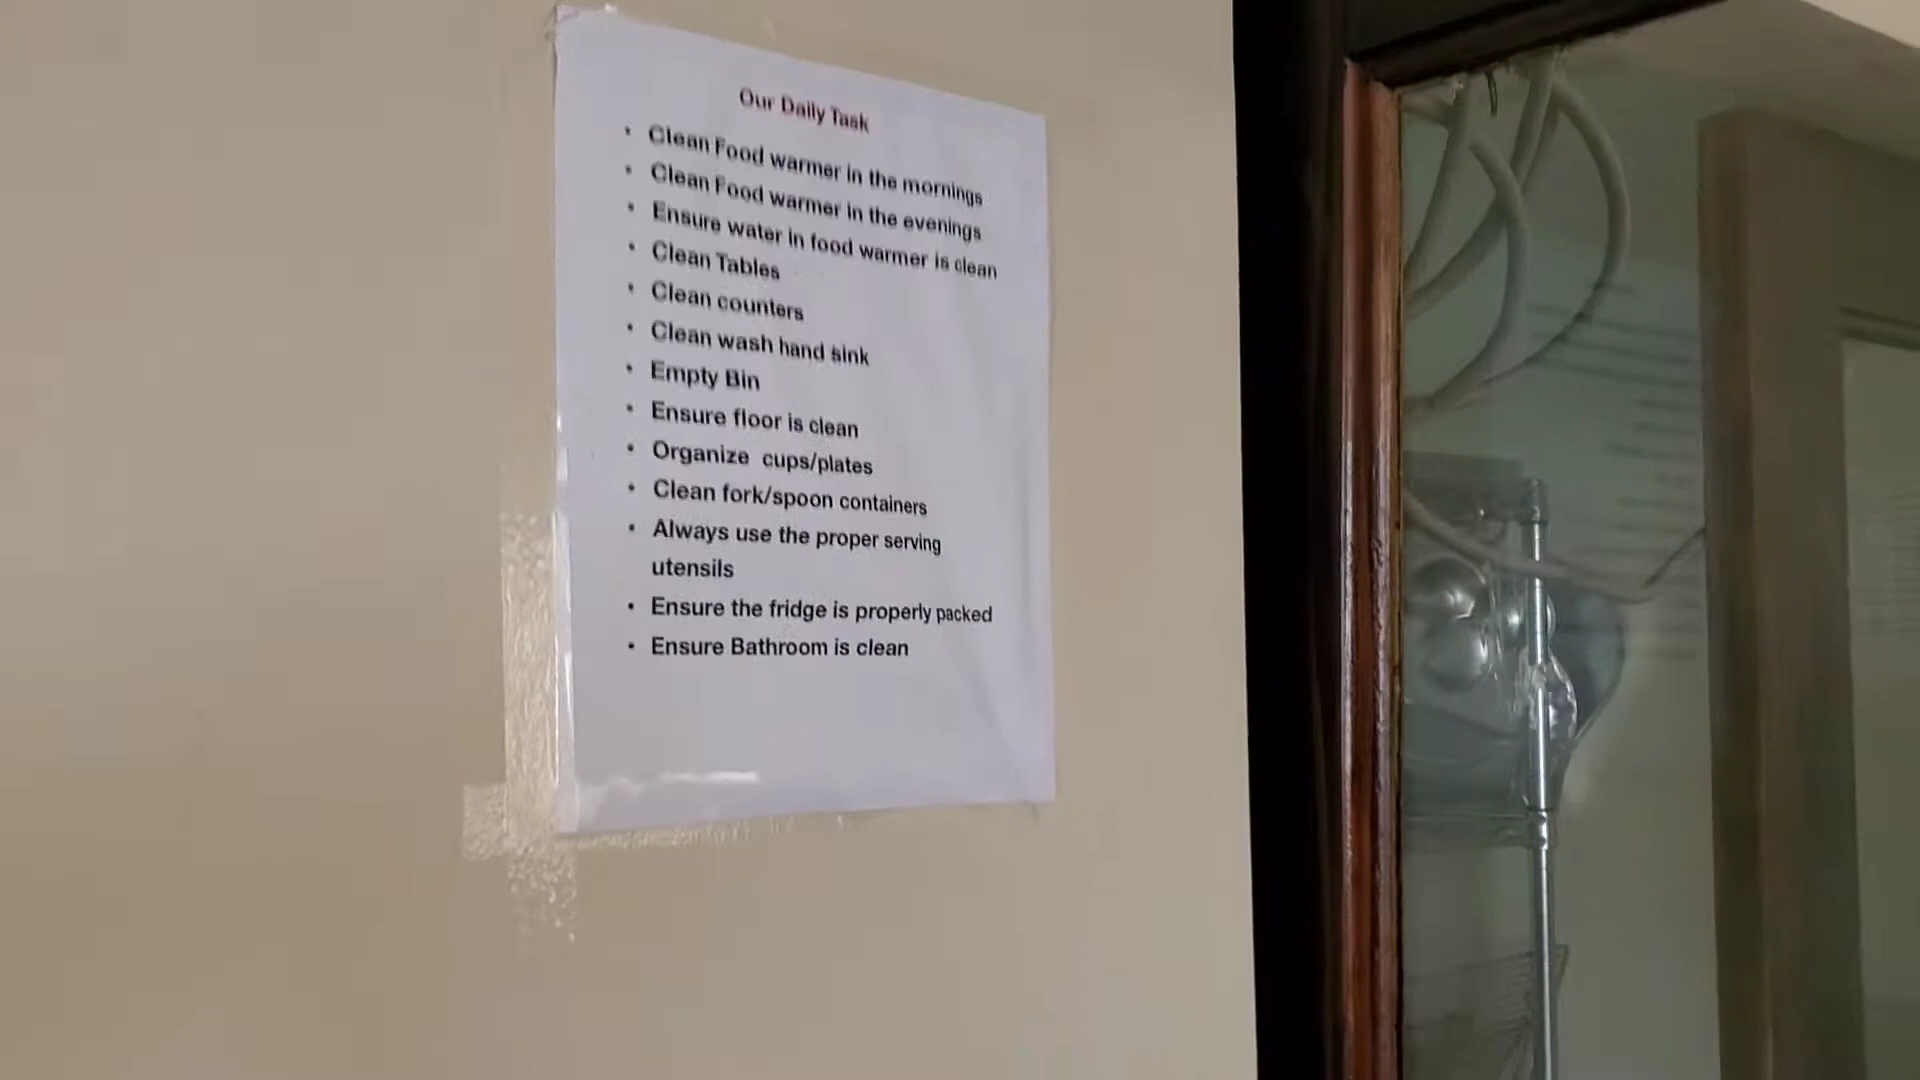 Our Daily Task
• Clean Food warmer in the mornings
• Clean Food warmer in the evenings
• Ensure water in food warmer is clean
• Clean Tables
• Clean counters
• Clean wash hand sink
• Empty Bin
• Ensure floor is clean
• Organize cups/plates
• Clean fork/spoon containers
• Always use the proper serving
utensils
• Ensure the fridge is properly packed
• Ensure Bathroom is clean